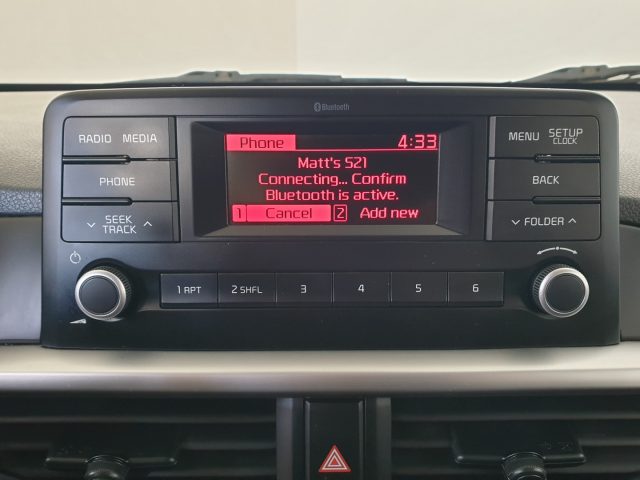 Bluetooth
RADIO MEDIA
PHONE
SEEK
TRACK
Phone 4:33
Matt's S21
Connecting... Confirm
Bluetooth is active.
1 Cancel 2 Add new
MENU SETUP
CLOCK
BACK
FOLDER
1 RPT 2 SHFL 3 4 5 6